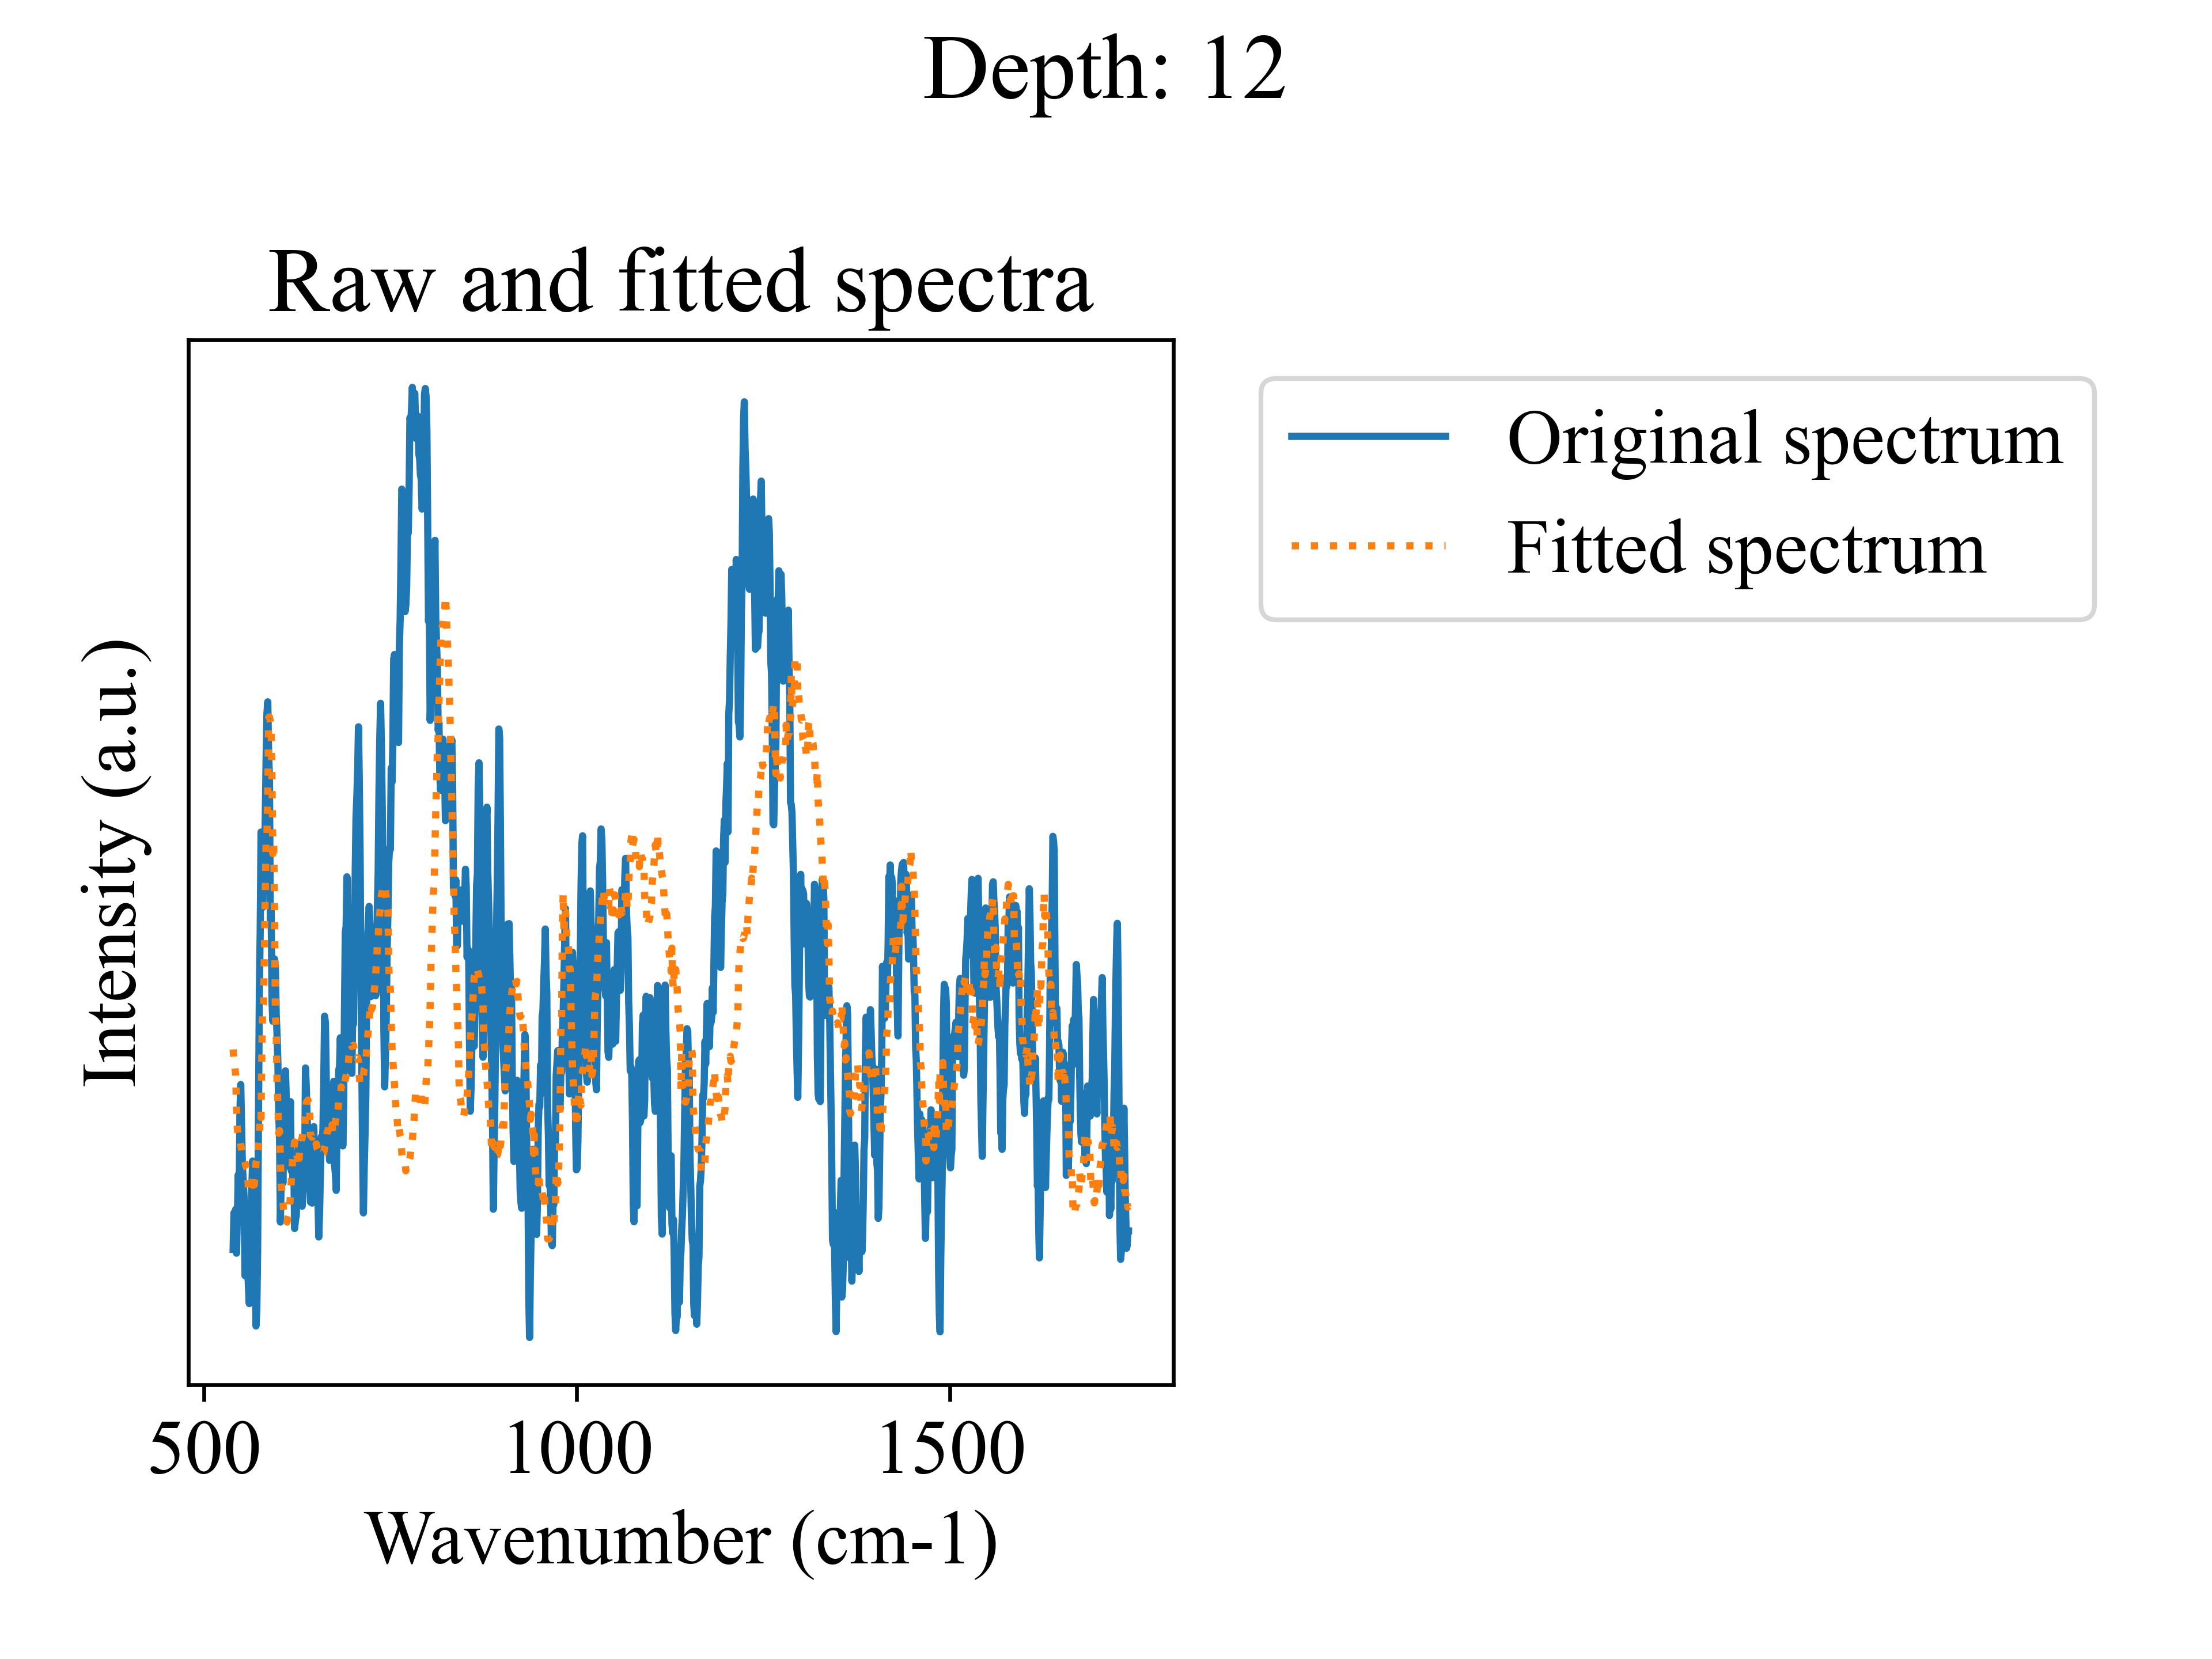 Depth: 12
Raw and fitted spectra
Original spectrum
Fitted spectrum
Intensity (a.u.)
500 1000 1500
Wavenumber (cm-1)